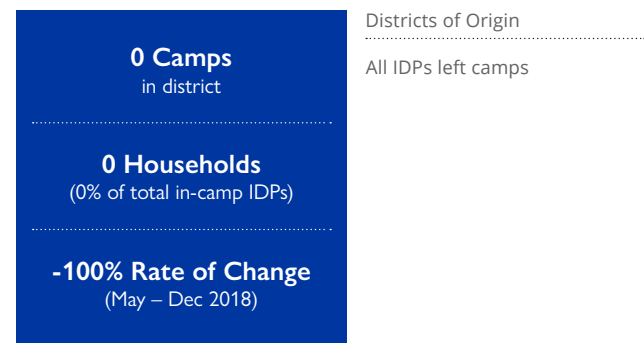 0 Camps
in district
0 Households
(0% of total in-camp IDPs)
-100% Rate of Change
(May – Dec 2018)
Districts of Origin
All IDPs left camps